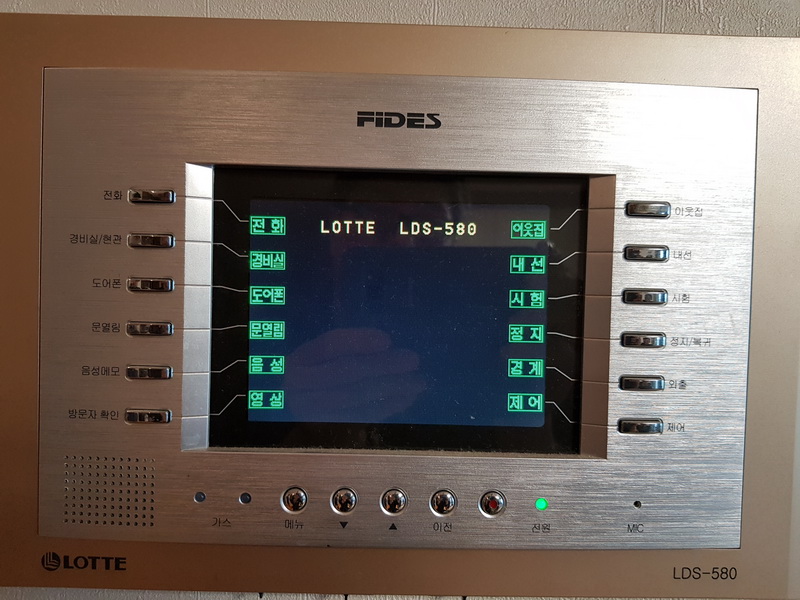 FIDES
전화
경비실/현관
도어폰
문열림
음성메모
방문자 확인
LOTTE LDS-580
전화
경비실
도어폰
문열림
음성
영상
이웃집
내선
시험
정지
경계
제어
이웃집
내선
시험
정지/복귀
외출
제어
가스
메뉴
▼
▲
이전
전원
MIC
LOTTE
LDS-580